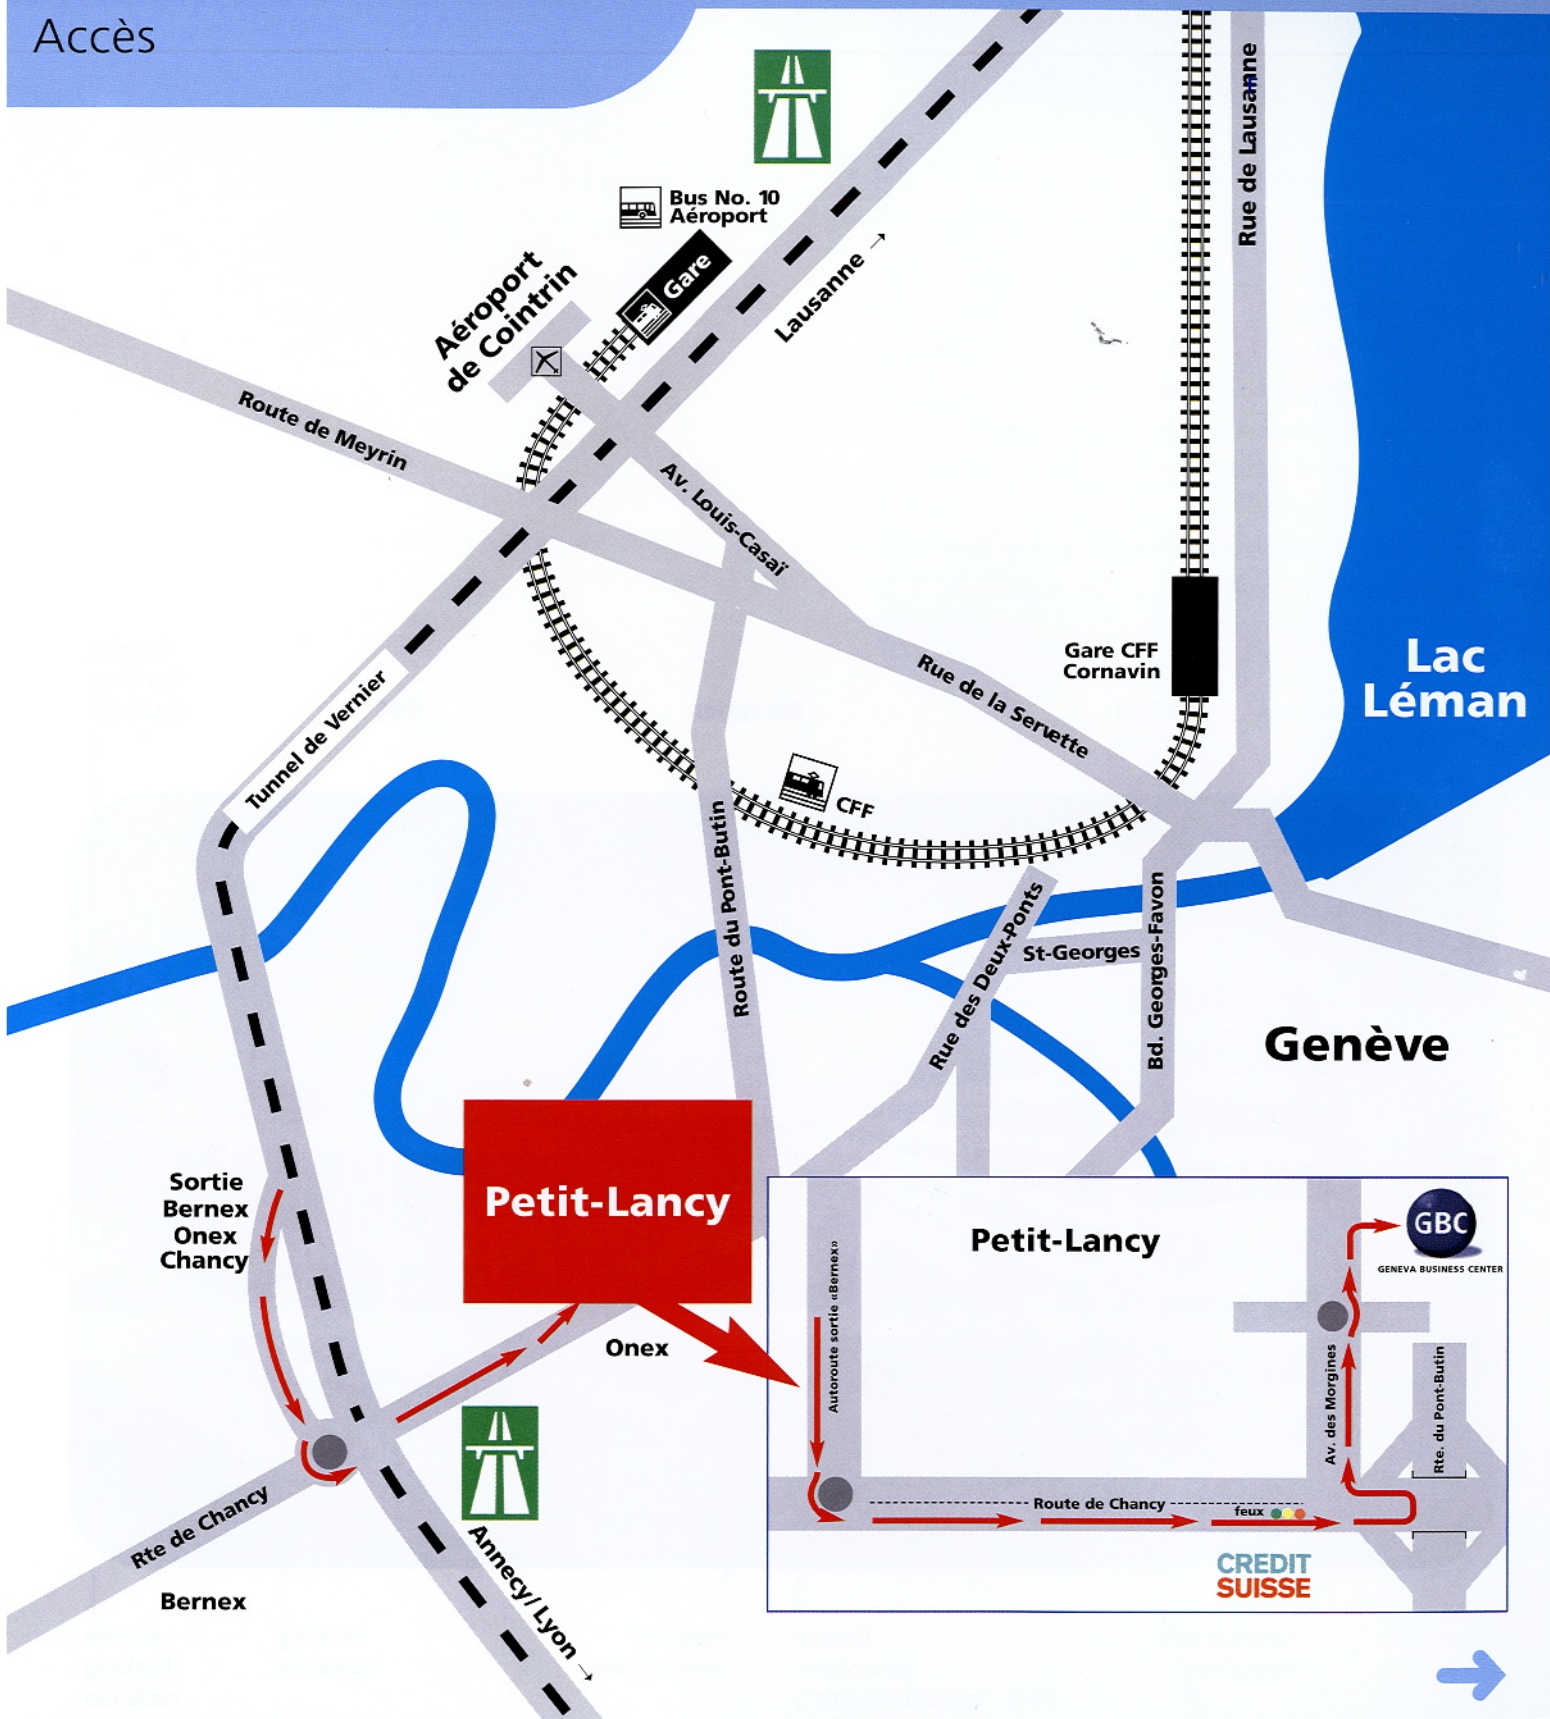 Accès
Rue de Lausanne
Bus No. 10
Aéroport
Gare
Aéroport
de Cointrin
Lausanne
Route de Meyrin
Av. Louis-Casaï
Gare CFF
Cornavin
Lac
Léman
Rue de la Servette
Tunnel de Vernier
CFF
Route du Pont-Butin
Rue des Deux-Ponts
St-Georges
Bd. Georges-Favon
Genève
Sortie
Bernex
Onex
Chancy
Petit-Lancy
Onex
Rte de Chancy
Bernex
Annecy/ Lyon
Petit-Lancy
GBC
GENEVA BUSINESS CENTER
Autoroute sortie «Bernex»
Av. des Morgines
Rte. du Pont-Butin
Route de Chancy
feux
CREDIT
SUISSE